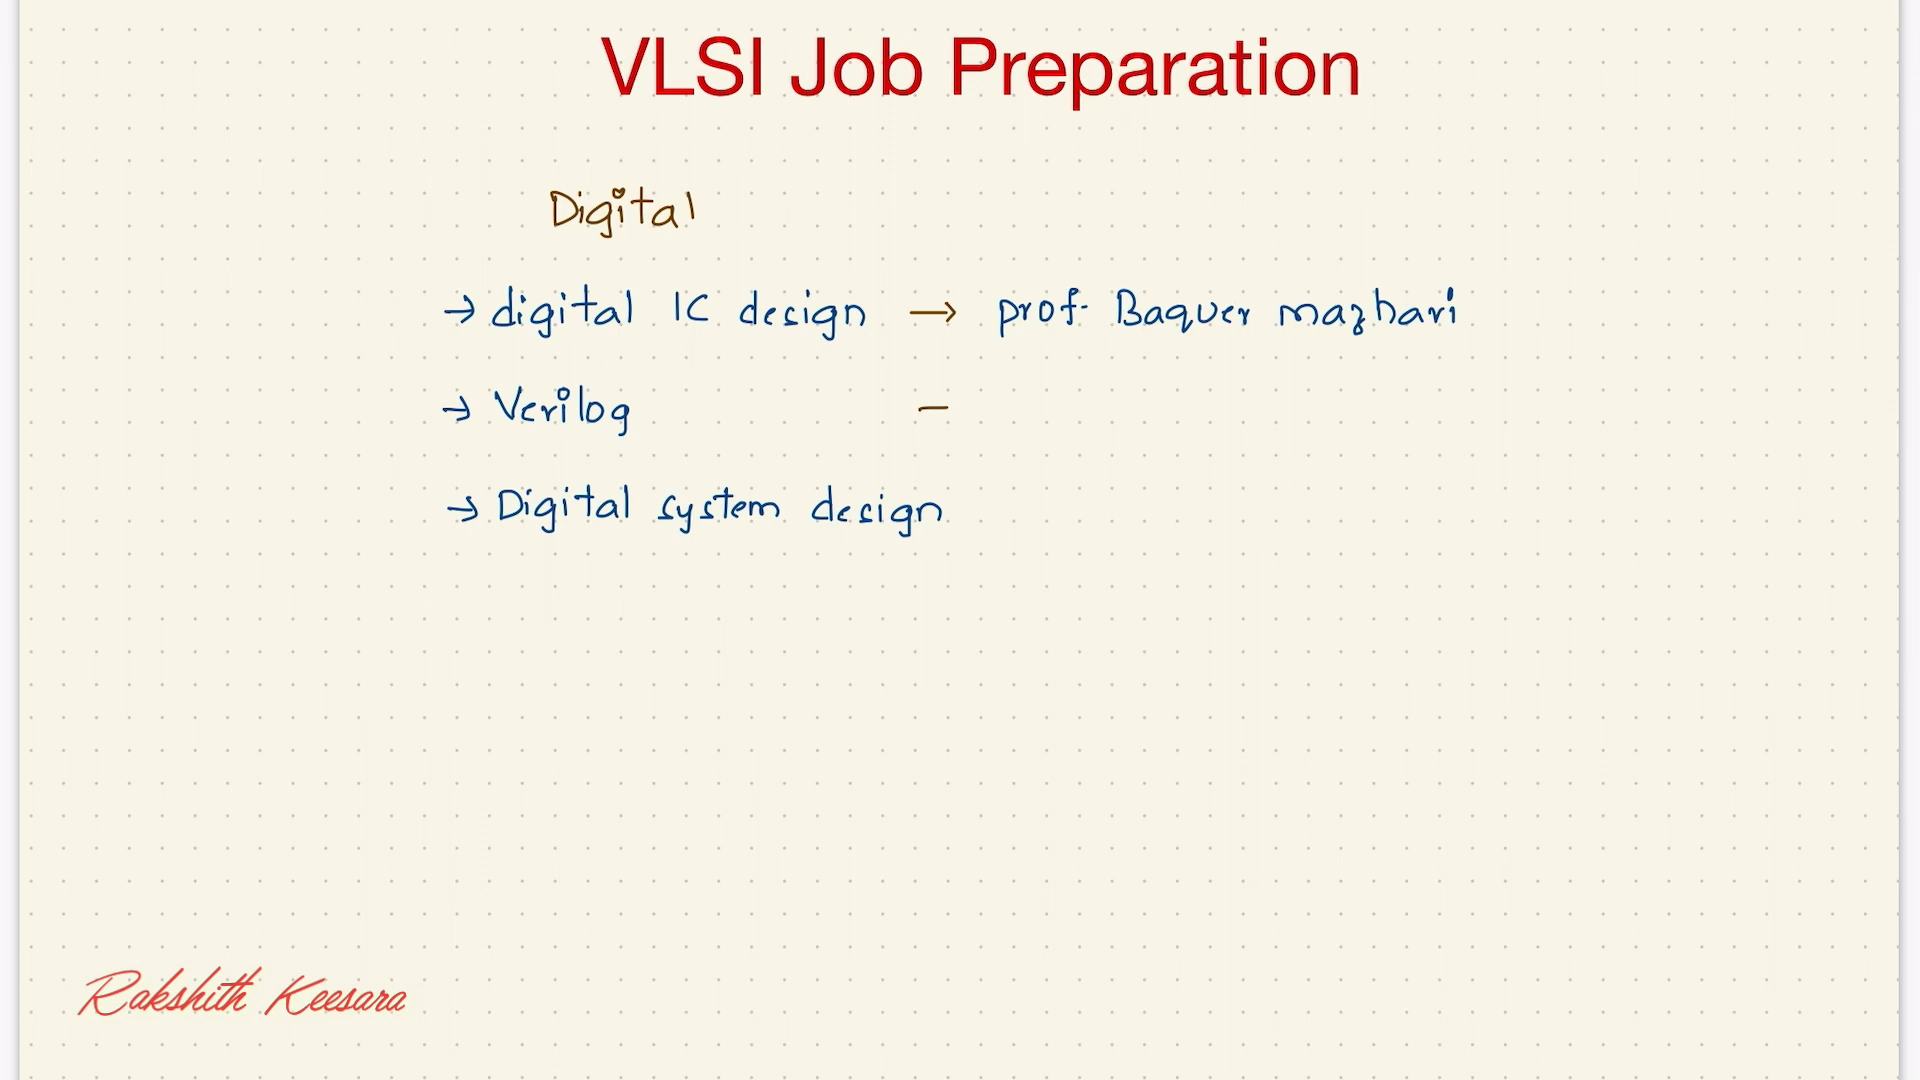 VLSI Job Preparation
Digital
→ digital IC design → prof. Baquer mazhari
→ Verilog –
→ Digital system design
Rakshith Keesara